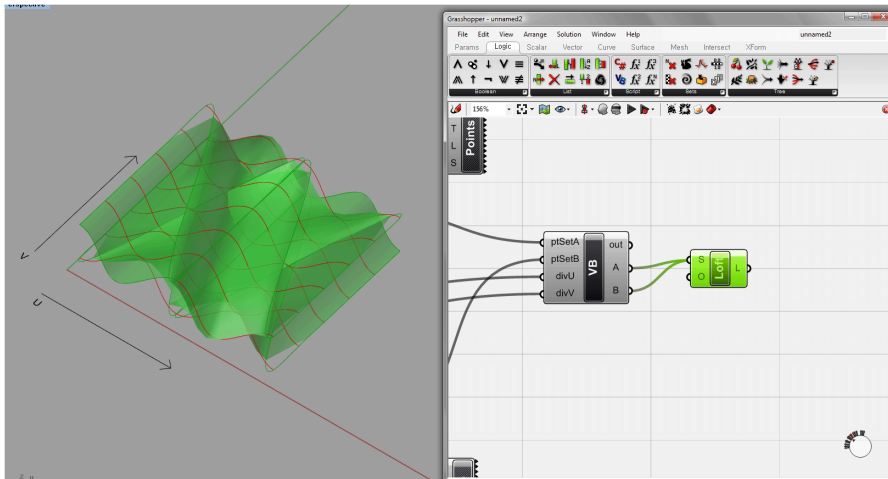 Perspective
V
U
Grasshopper - unnamed2
File Edit View Arrange Solution Window Help unnamed2
Params Logic Scalar Vector Curve Surface Mesh Intersect XForm
Boolean List Script Sets Tree
156%
T
L
S
Points
ptSetA
ptSetB
divU
divV
VB
out
A
B
S
O
Loft
L